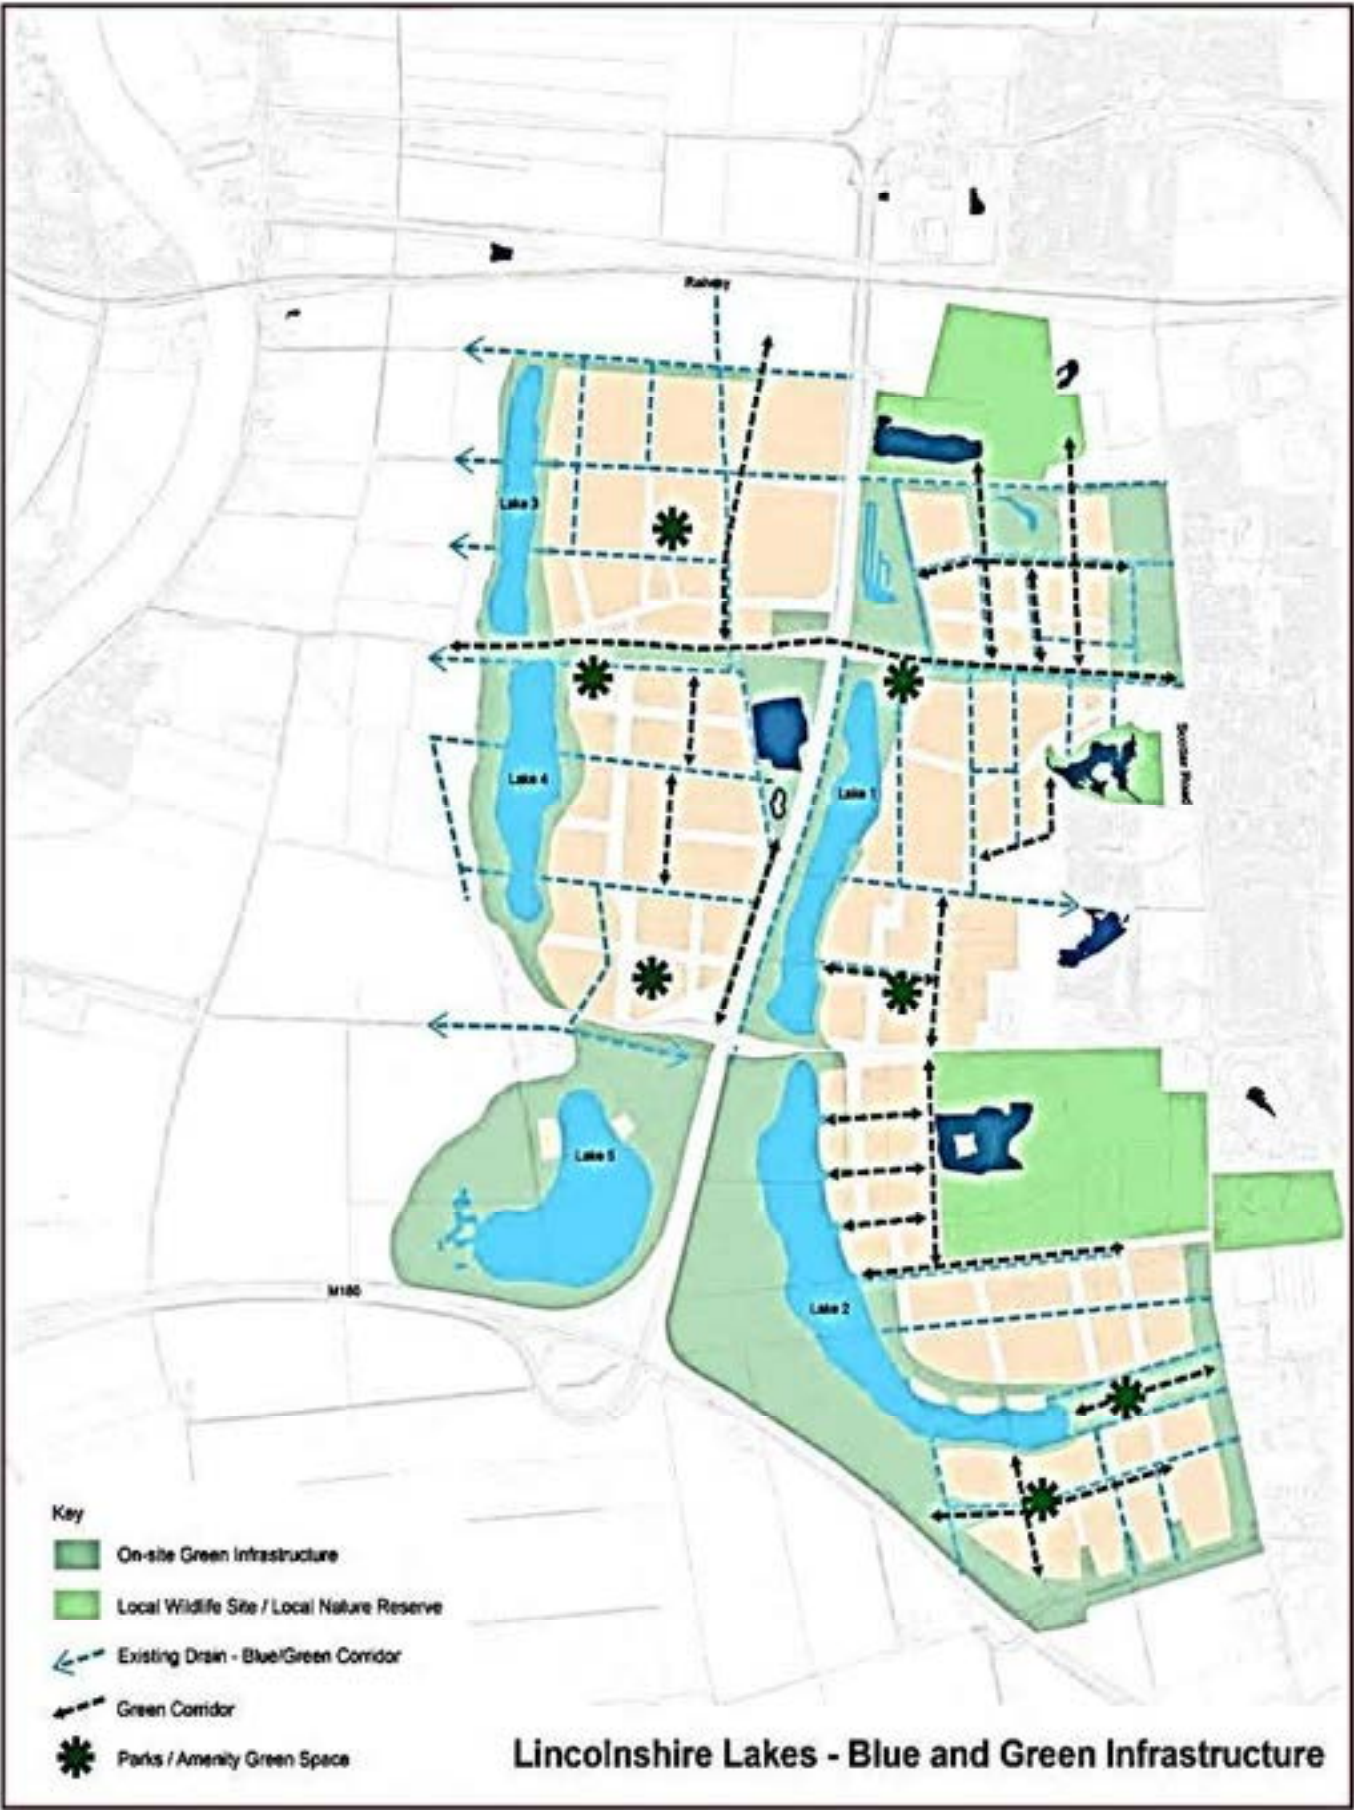 Railway
Lake 3
Lake 4
Lake 1
Scotter Road
Lake 5
M180
Lake 2
Key
On-site Green Infrastructure
Local Wildlife Site / Local Nature Reserve
Existing Drain - Blue/Green Corridor
Green Corridor
Parks / Amenity Green Space
Lincolnshire Lakes - Blue and Green Infrastructure